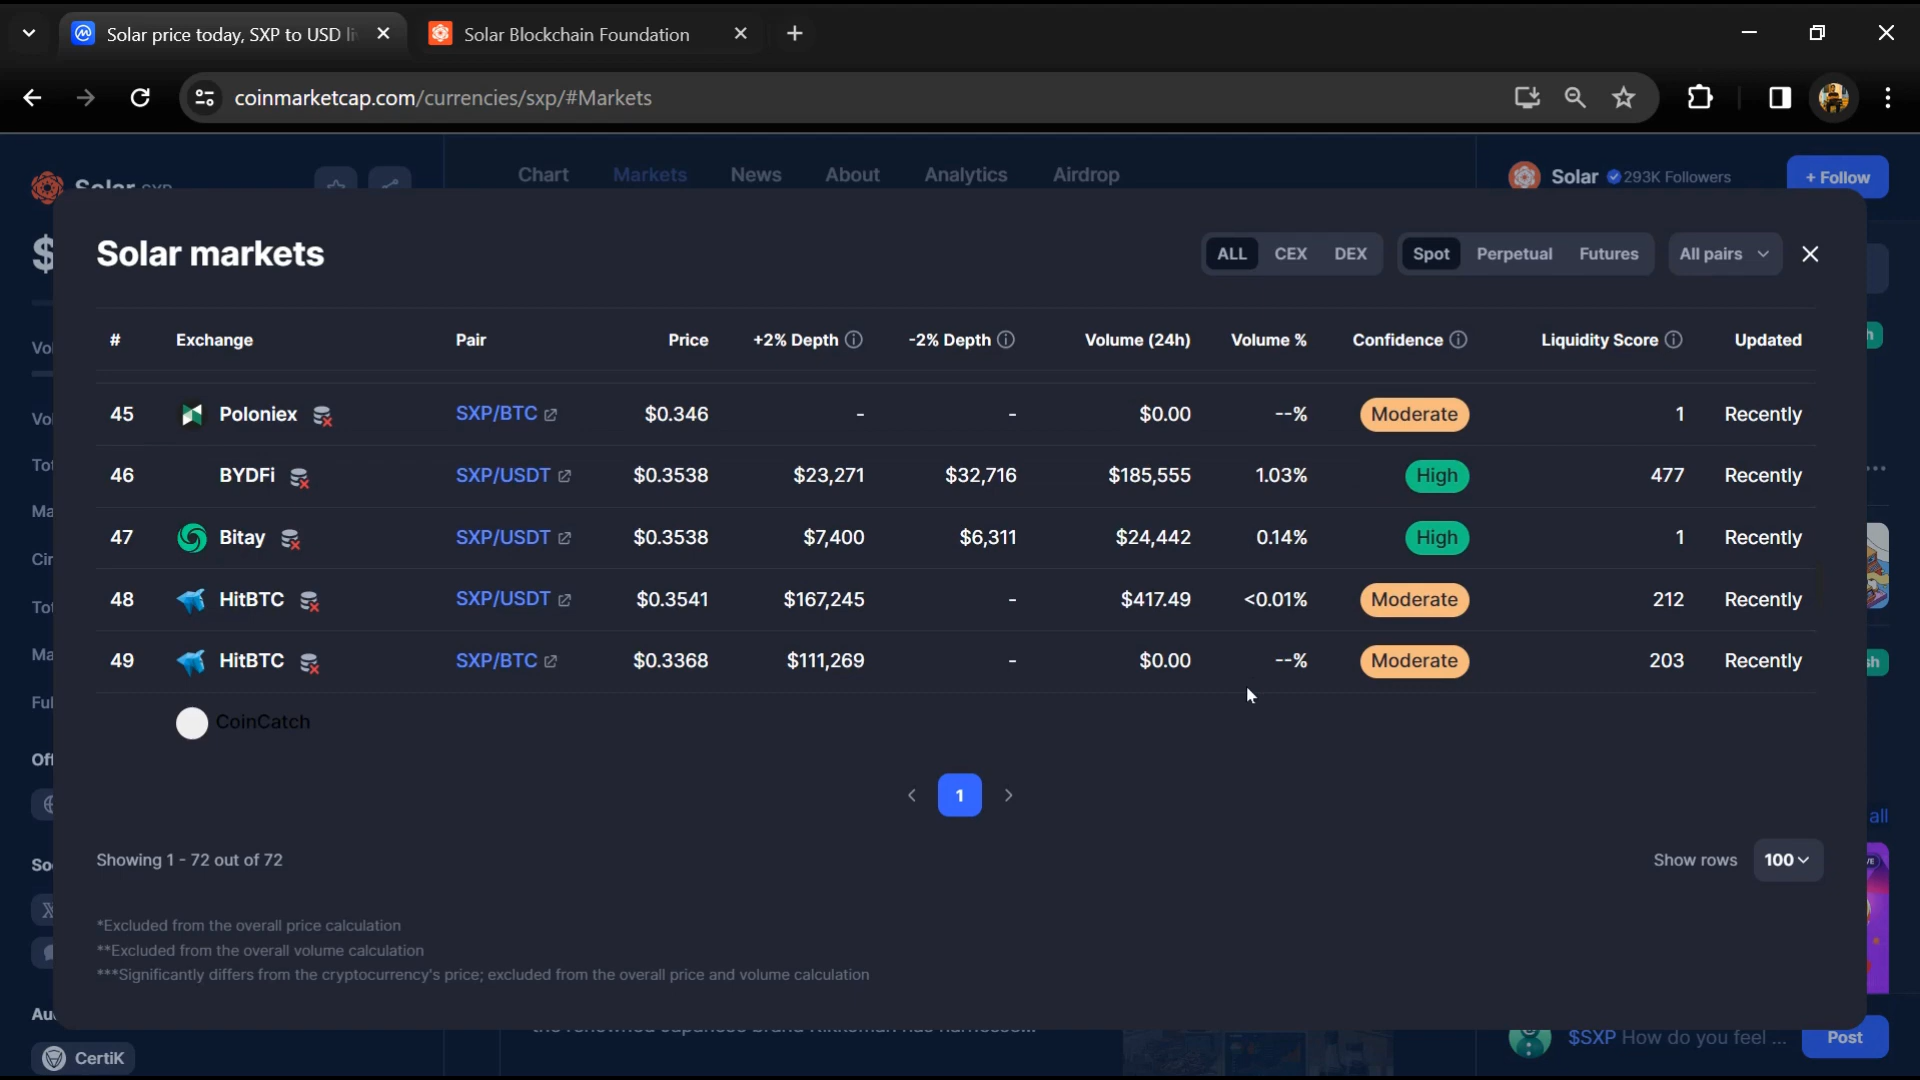 Solar price today, SXP to USD li
Solar Blockchain Foundation
coinmarketcap.com/currencies/sxp/#Markets
Chart Markets News About Analytics Airdrop
Solar 293K Followers + Follow
Solar markets
ALL CEX DEX Spot Perpetual Futures All pairs
# Exchange Pair Price +2% Depth -2% Depth Volume (24h) Volume % Confidence Liquidity Score Updated
45 Poloniex SXP/BTC $0.346 - - $0.00 --% Moderate 1 Recently
46 BYDFi SXP/USDT $0.3538 $23,271 $32,716 $185,555 1.03% High 477 Recently
47 Bitay SXP/USDT $0.3538 $7,400 $6,311 $24,442 0.14% High 1 Recently
48 HitBTC SXP/USDT $0.3541 $167,245 - $417.49 <0.01% Moderate 212 Recently
49 HitBTC SXP/BTC $0.3368 $111,269 - $0.00 --% Moderate 203 Recently
CoinCatch
1
Showing 1 - 72 out of 72
Show rows 100
*Excluded from the overall price calculation
**Excluded from the overall volume calculation
***Significantly differs from the cryptocurrency's price; excluded from the overall price and volume calculation
CertiK
$SXP How do you feel ...
Post